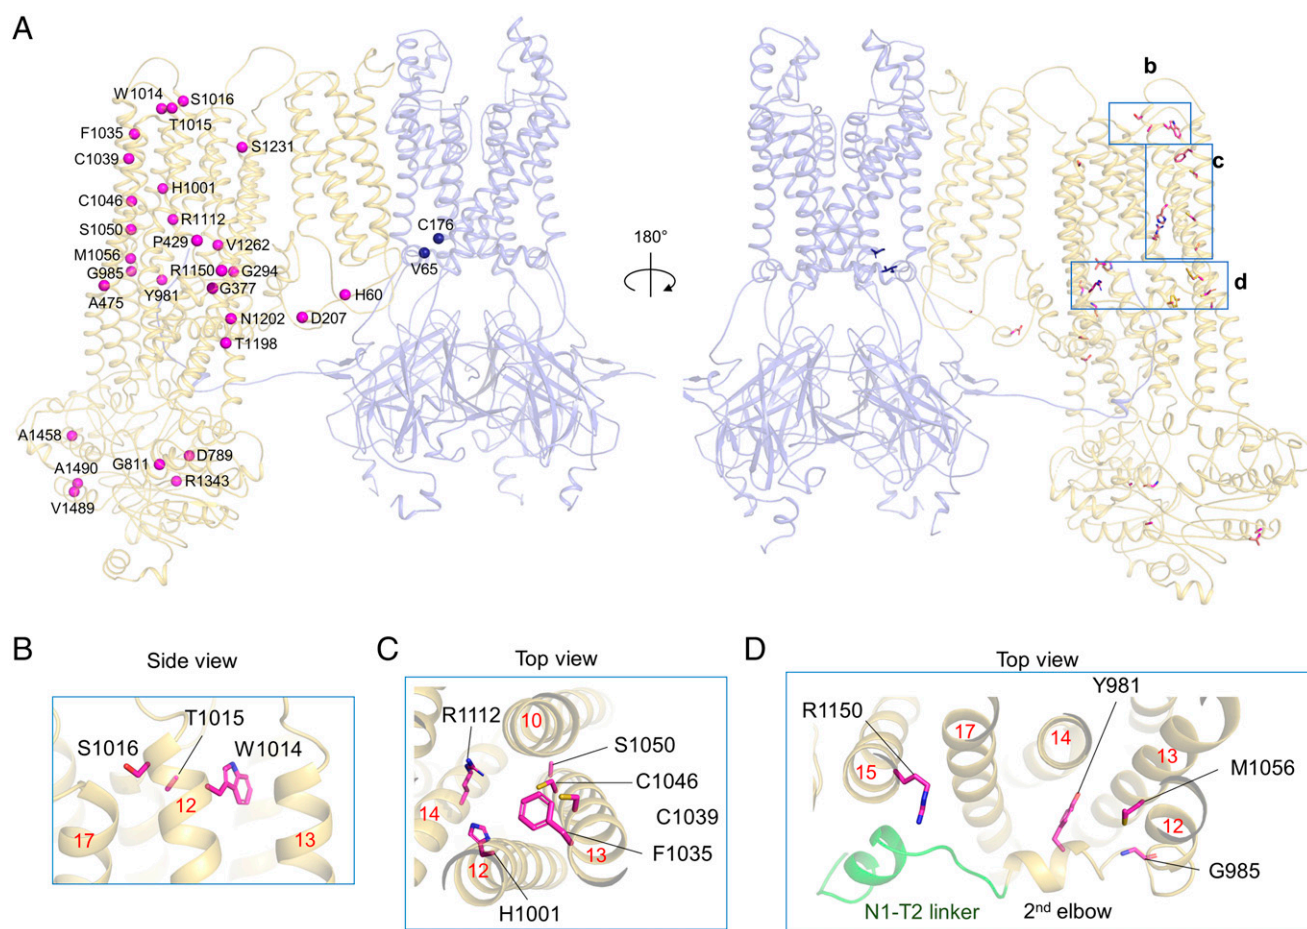 A
b
W1014
S1016
T1015
F1035
C1039
S1231
c
H1001
C1046
R1112
S1050
P429
V1262
C176
180°
M1056
V65
G985
R1150
G294
d
A475
Y981
G377
H60
N1202
D207
T1198
A1458
G811
D789
A1490
R1343
V1489
B
Side view
T1015
S1016
W1014
12
17
13
C
Top view
10
R1112
S1050
C1046
14
C1039
F1035
12
13
H1001
D
Top view
Y981
R1150
17
14
13
15
M1056
12
G985
N1-T2 linker
2nd elbow